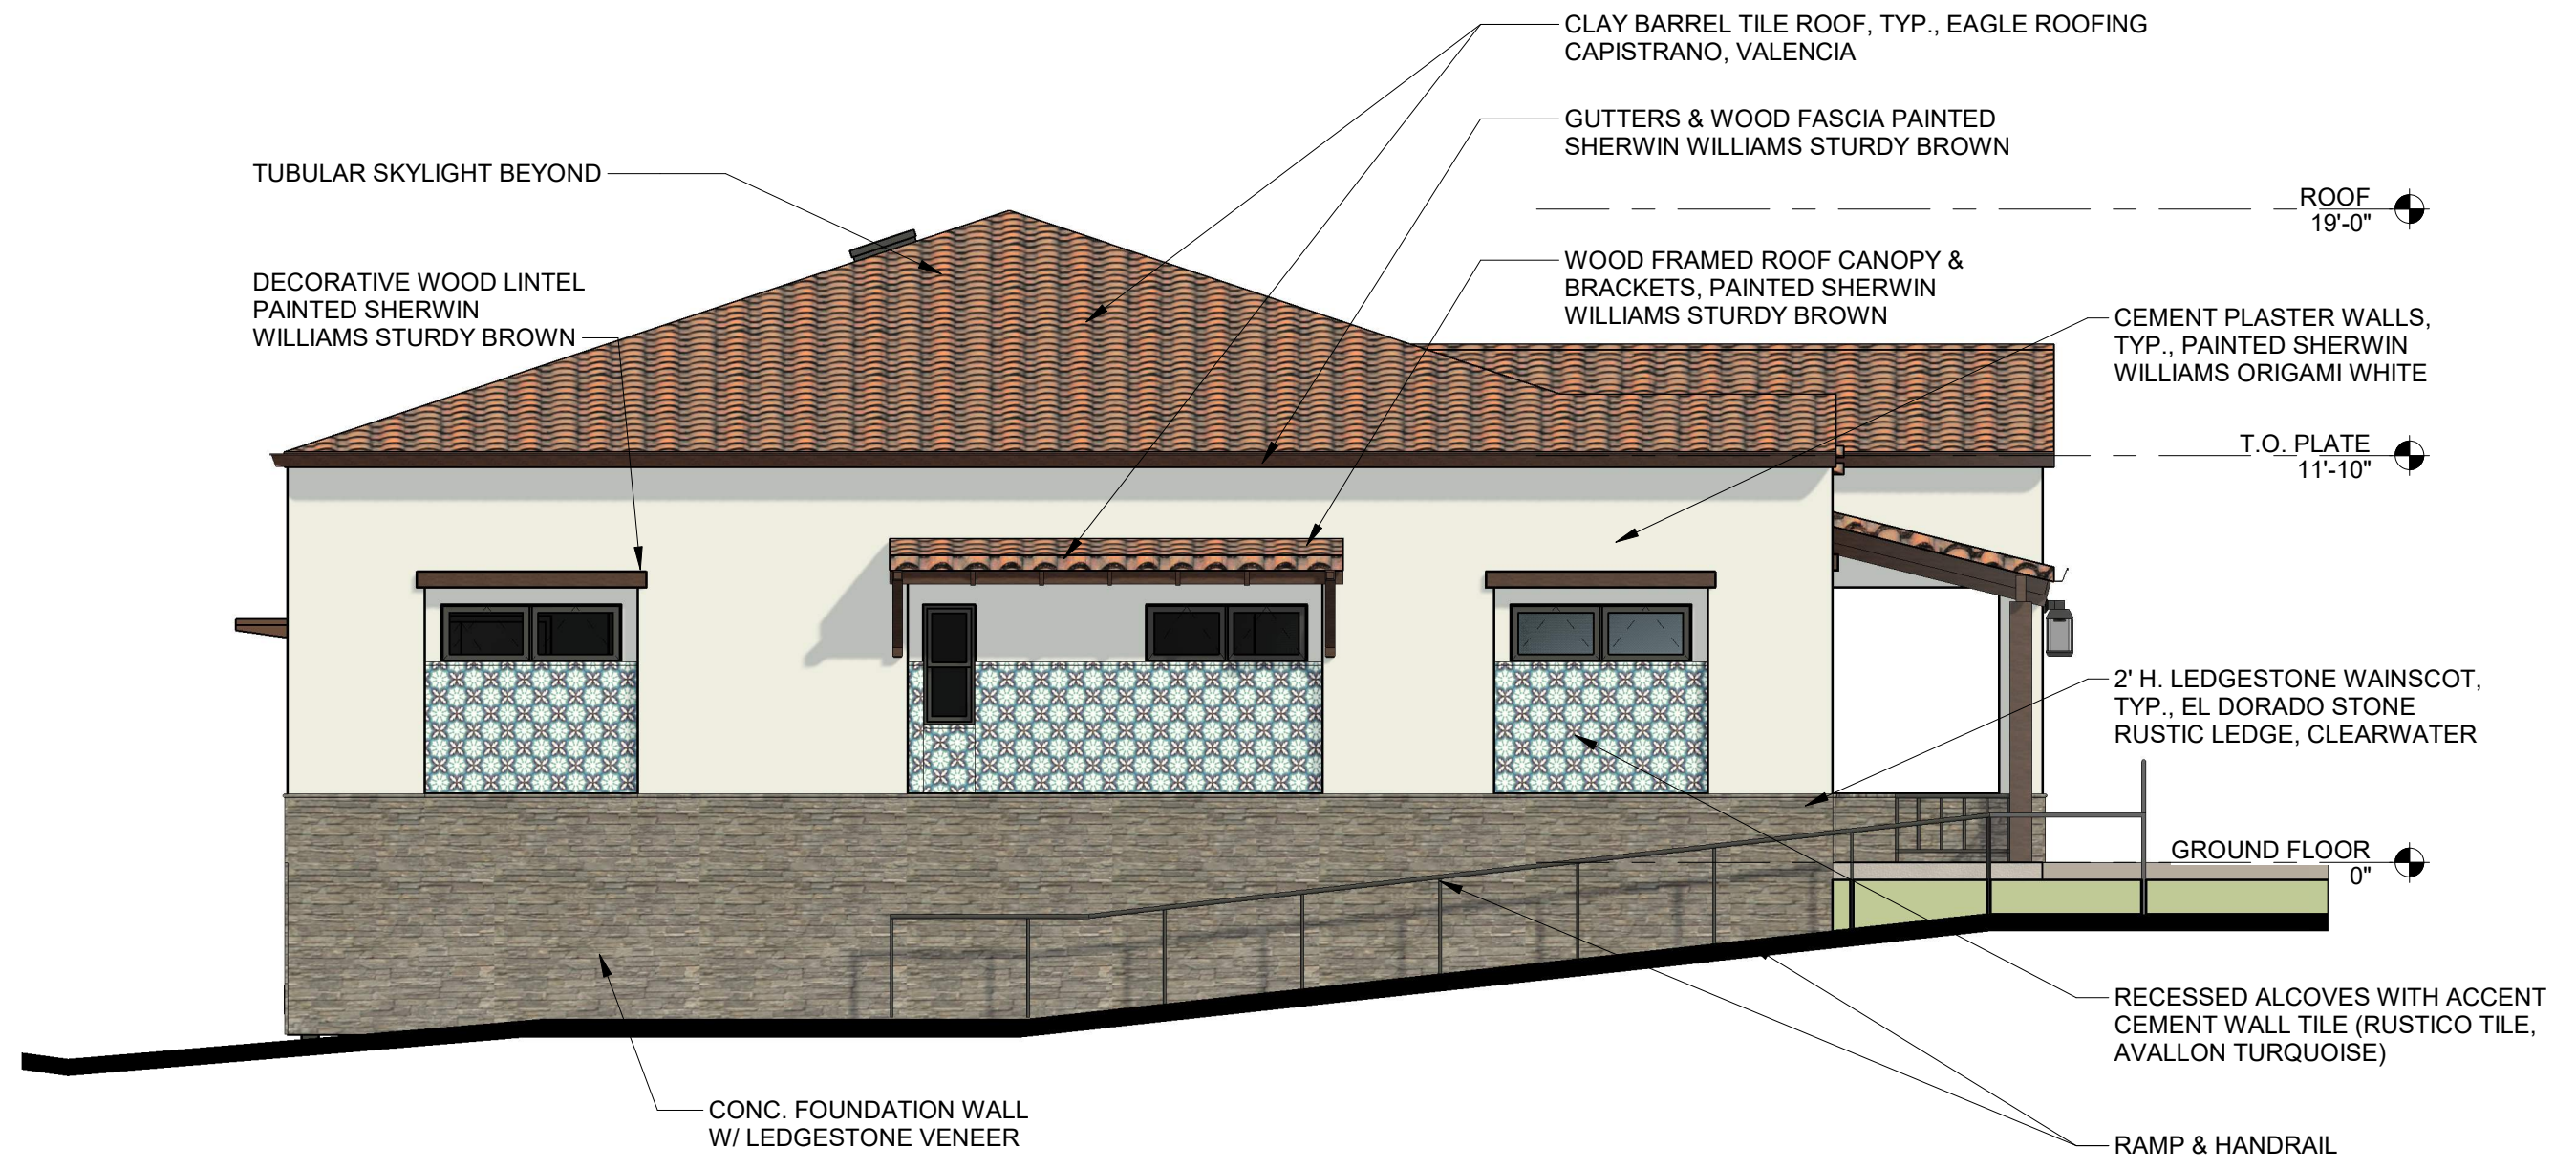 CLAY BARREL TILE ROOF, TYP., EAGLE ROOFING
CAPISTRANO, VALENCIA
GUTTERS & WOOD FASCIA PAINTED
SHERWIN WILLIAMS STURDY BROWN
TUBULAR SKYLIGHT BEYOND
ROOF
19'-0"
DECORATIVE WOOD LINTEL
PAINTED SHERWIN
WILLIAMS STURDY BROWN
WOOD FRAMED ROOF CANOPY &
BRACKETS, PAINTED SHERWIN
WILLIAMS STURDY BROWN
CEMENT PLASTER WALLS,
TYP., PAINTED SHERWIN
WILLIAMS ORIGAMI WHITE
T.O. PLATE
11'-10"
2' H. LEDGESTONE WAINSCOT,
TYP., EL DORADO STONE
RUSTIC LEDGE, CLEARWATER
GROUND FLOOR
0"
RECESSED ALCOVES WITH ACCENT
CEMENT WALL TILE (RUSTICO TILE,
AVALLON TURQUOISE)
CONC. FOUNDATION WALL
W/ LEDGESTONE VENEER
RAMP & HANDRAIL